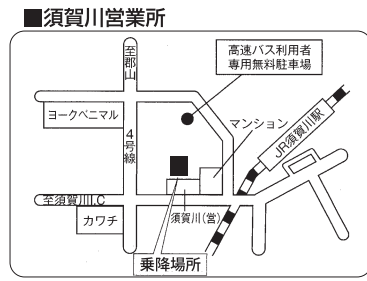 ■須賀川営業所
至郡山
高速バス利用者
専用無料駐車場
ヨークベニマル
マンション
JR須賀川駅
4号線
至須賀川I.C
カワチ
須賀川(営)
乗降場所